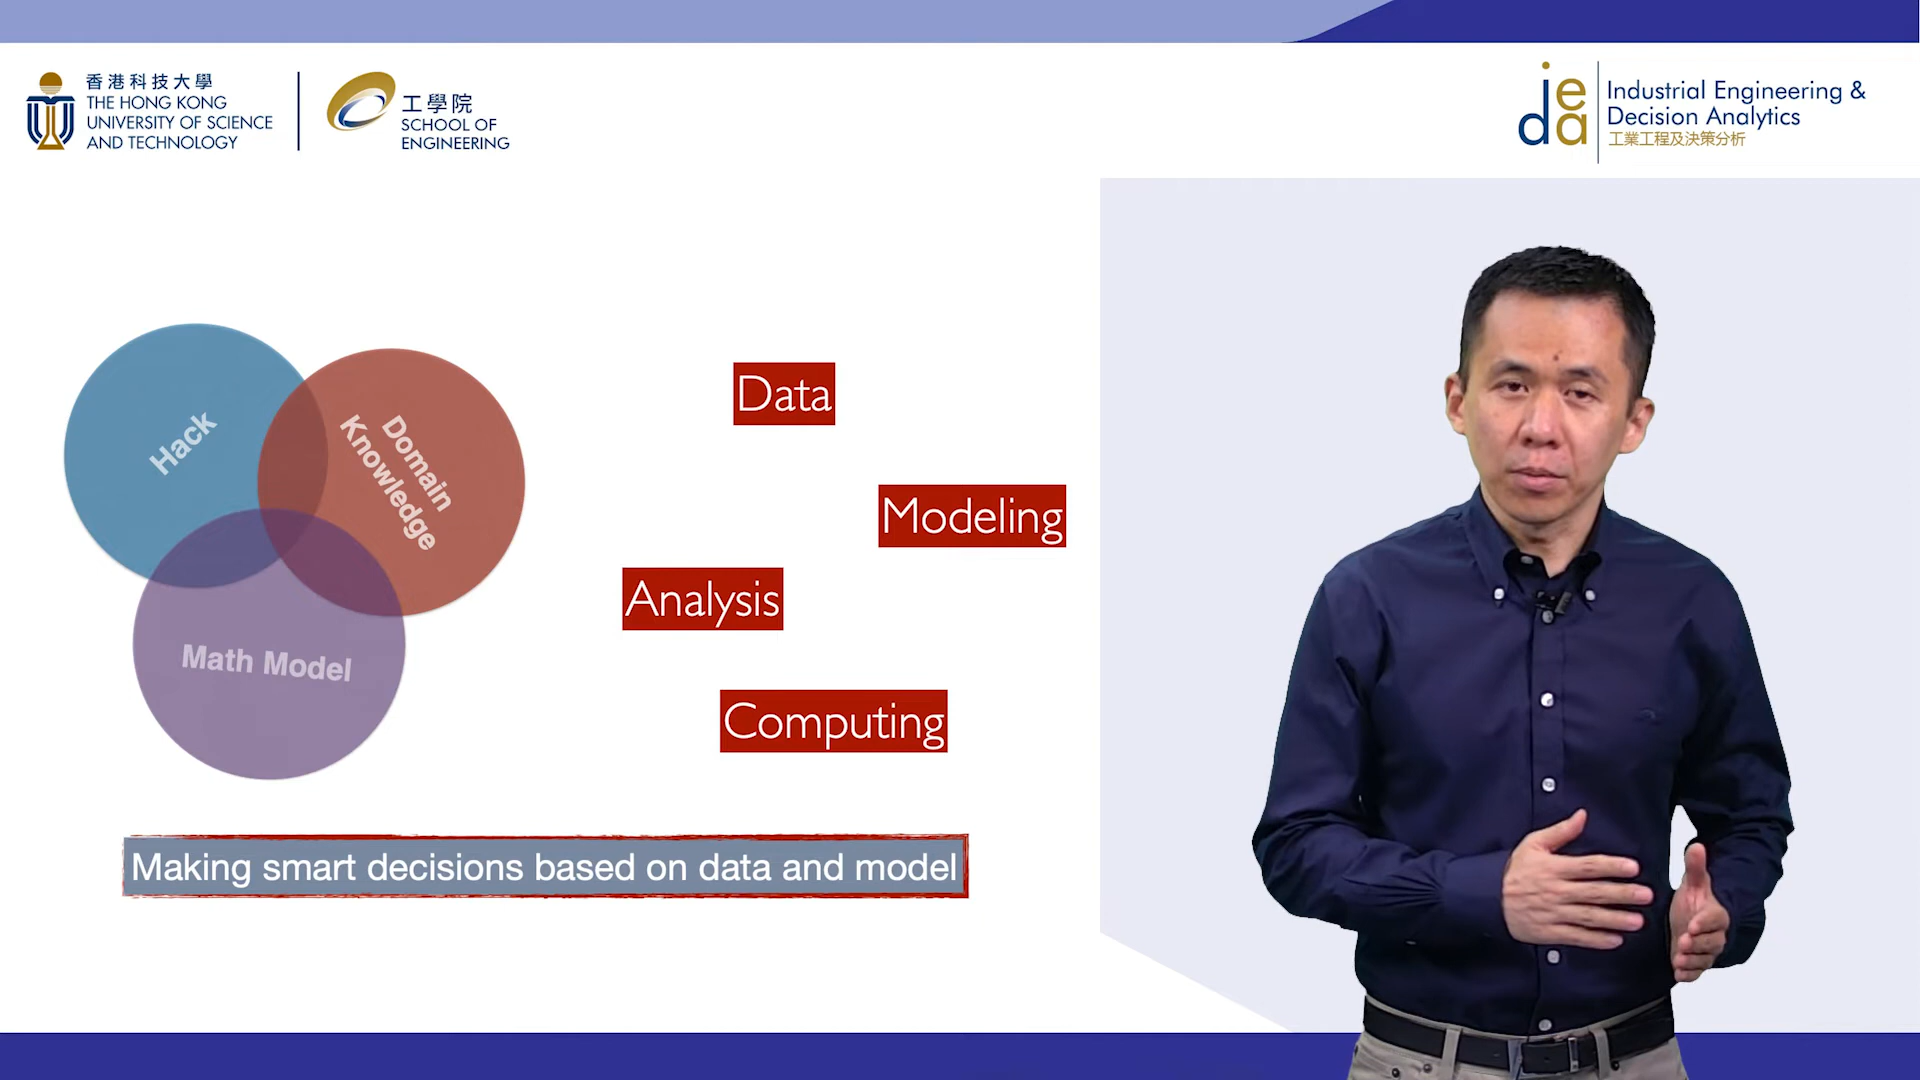 香港科技大學
THE HONG KONG
UNIVERSITY OF SCIENCE
AND TECHNOLOGY
工學院
SCHOOL OF
ENGINEERING
ie
da
Industrial Engineering &
Decision Analytics
工業工程及決策分析
Hack
Domain
Knowledge
Math Model
Data
Modeling
Analysis
Computing
Making smart decisions based on data and model